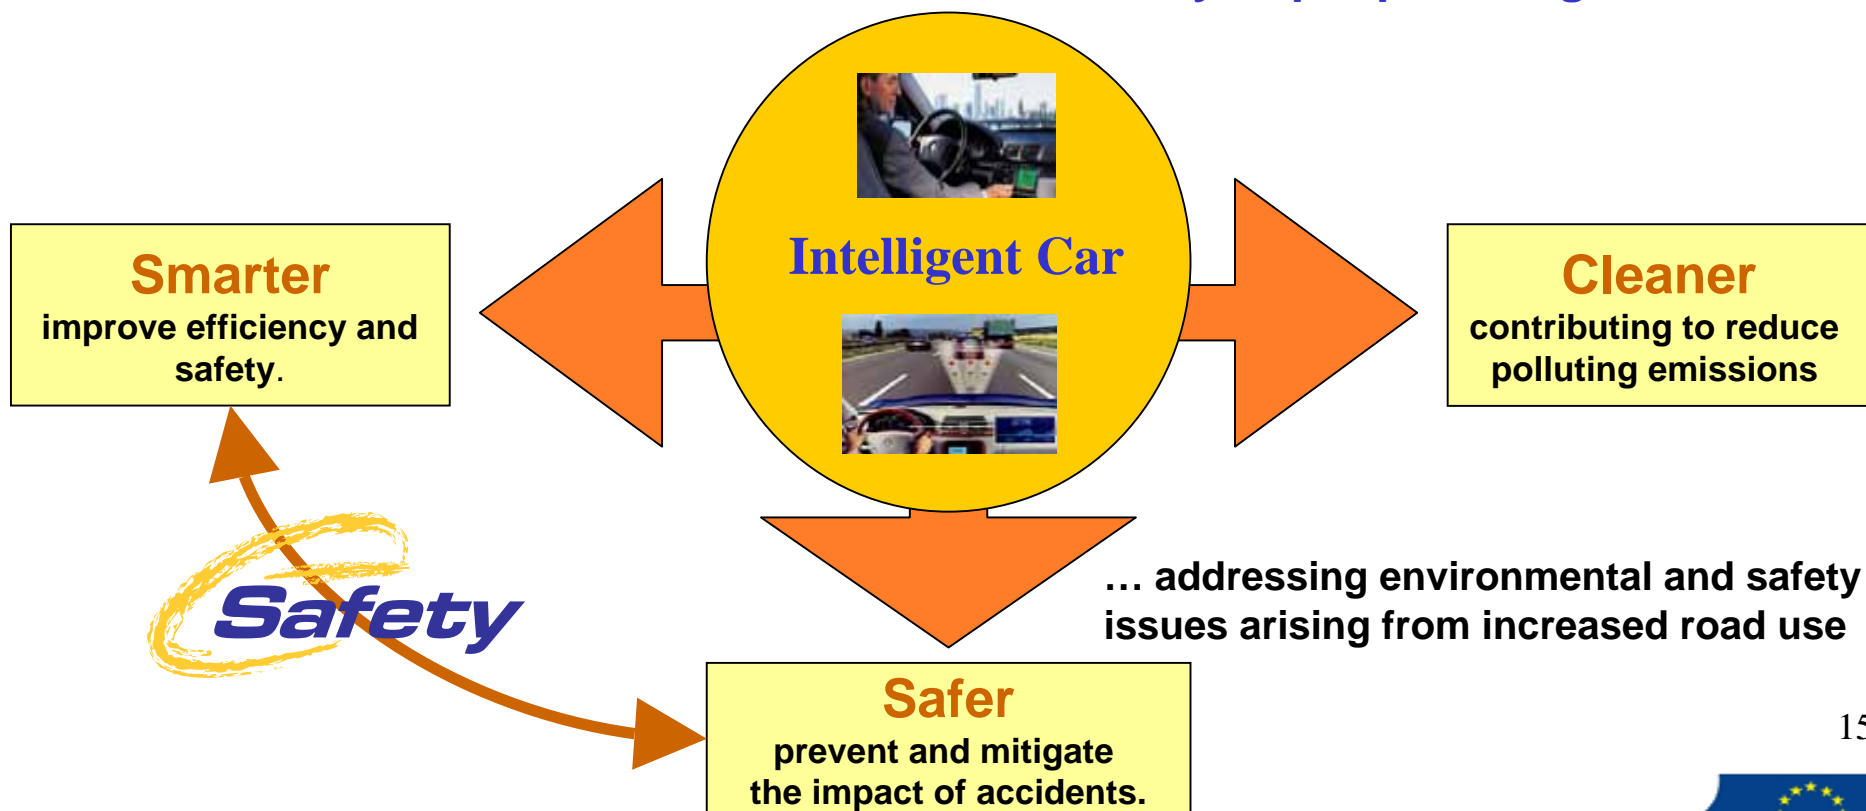 Intelligent Car
Smarter
improve efficiency and
safety.
Cleaner
contributing to reduce
polluting emissions
eSafety
… addressing environmental and safety
issues arising from increased road use
Safer
prevent and mitigate
the impact of accidents.
15